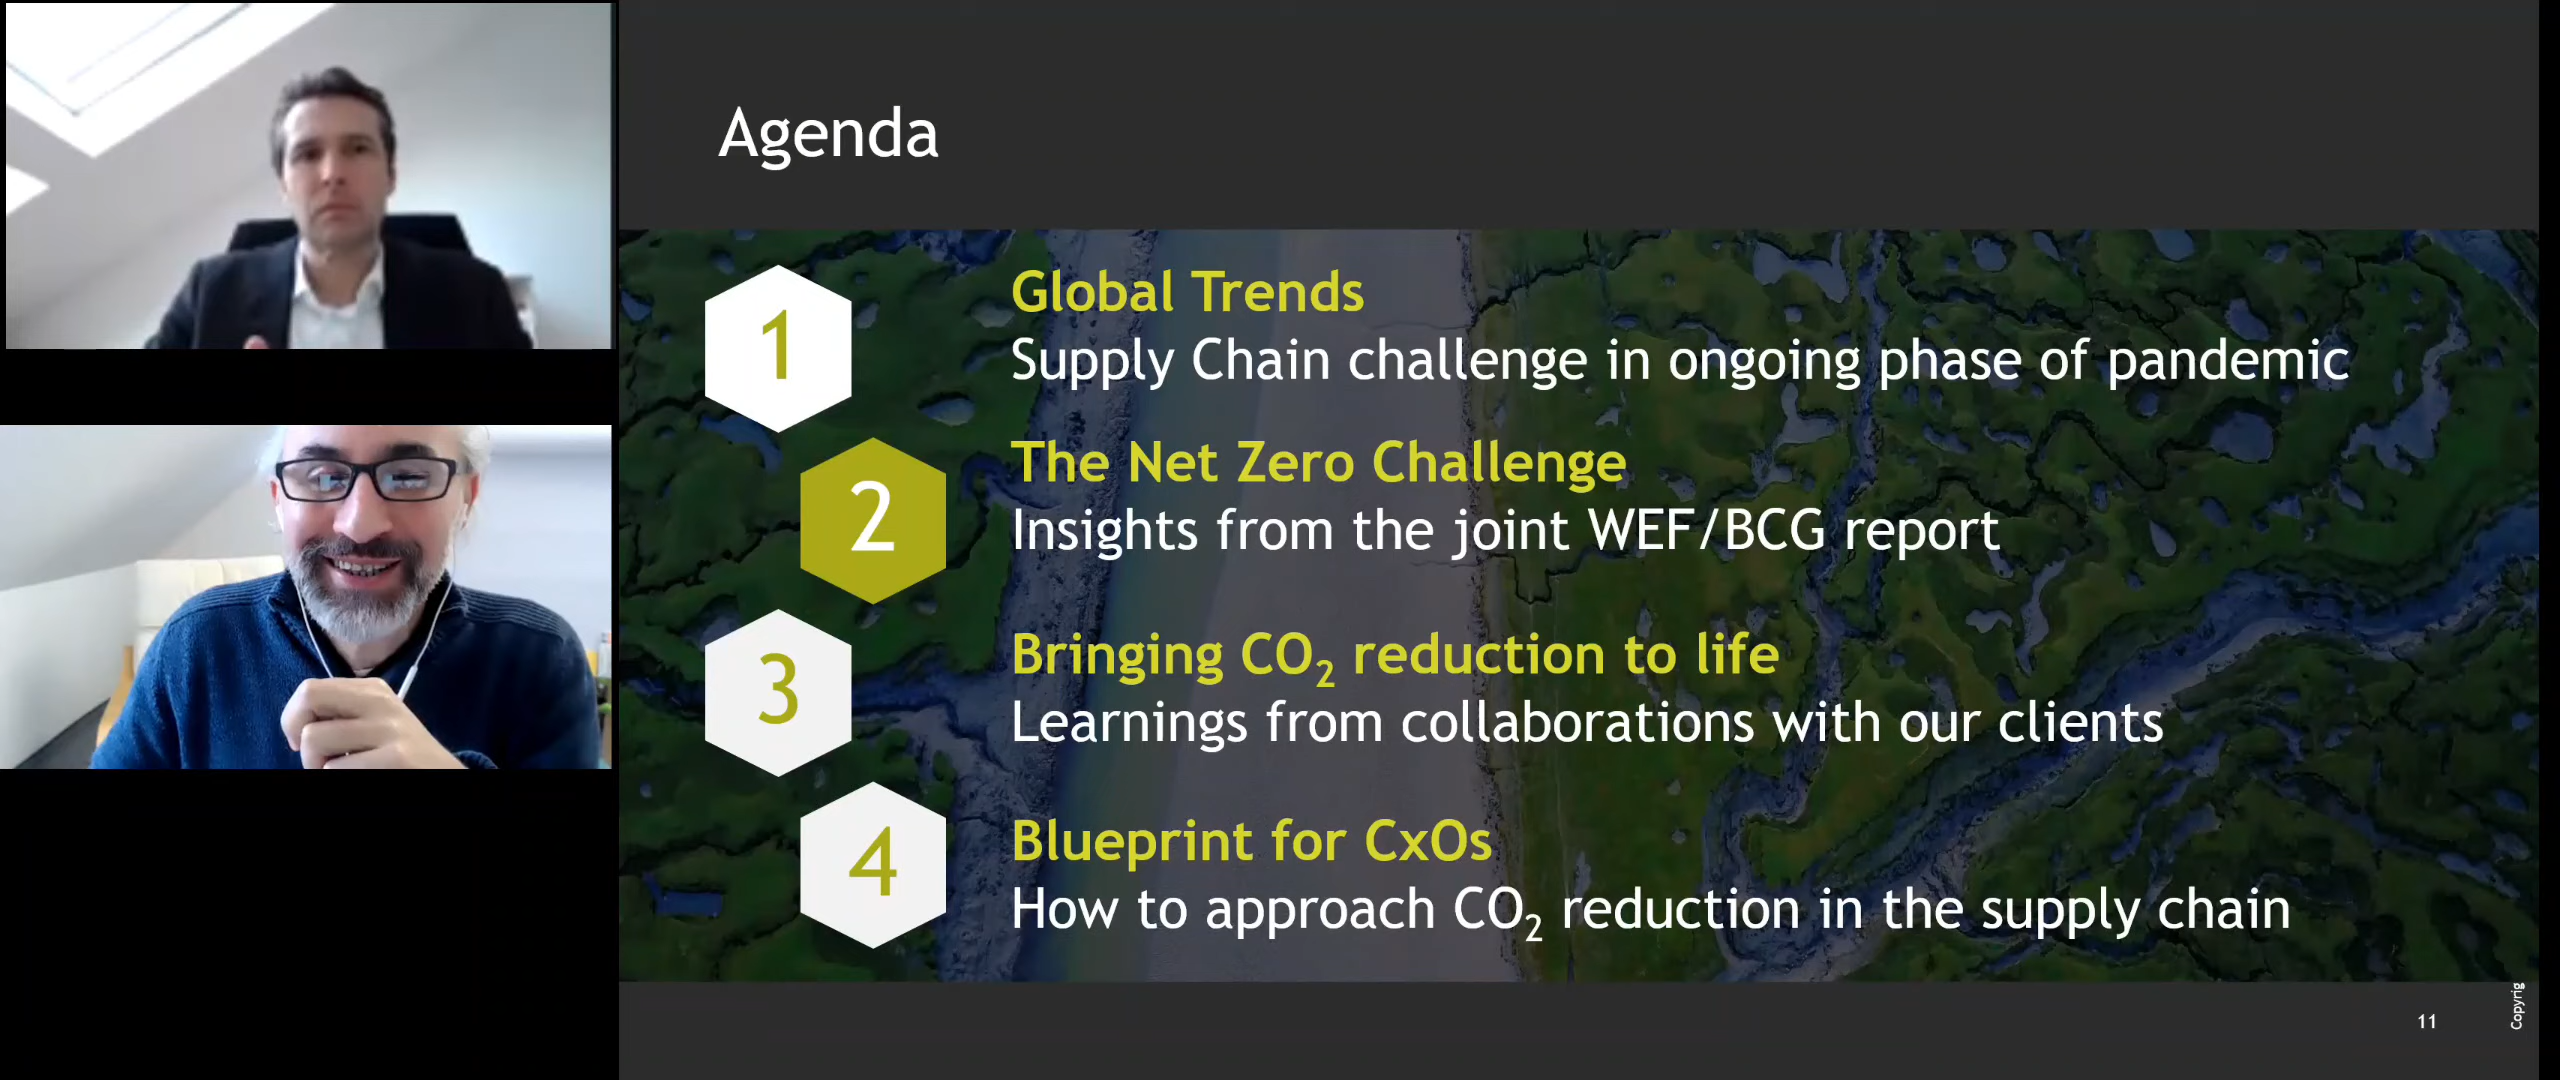 Agenda
1
Global Trends
Supply Chain challenge in ongoing phase of pandemic
2
The Net Zero Challenge
Insights from the joint WEF/BCG report
3
Bringing CO₂ reduction to life
Learnings from collaborations with our clients
4
Blueprint for CxOs
How to approach CO₂ reduction in the supply chain
11
Copyrig